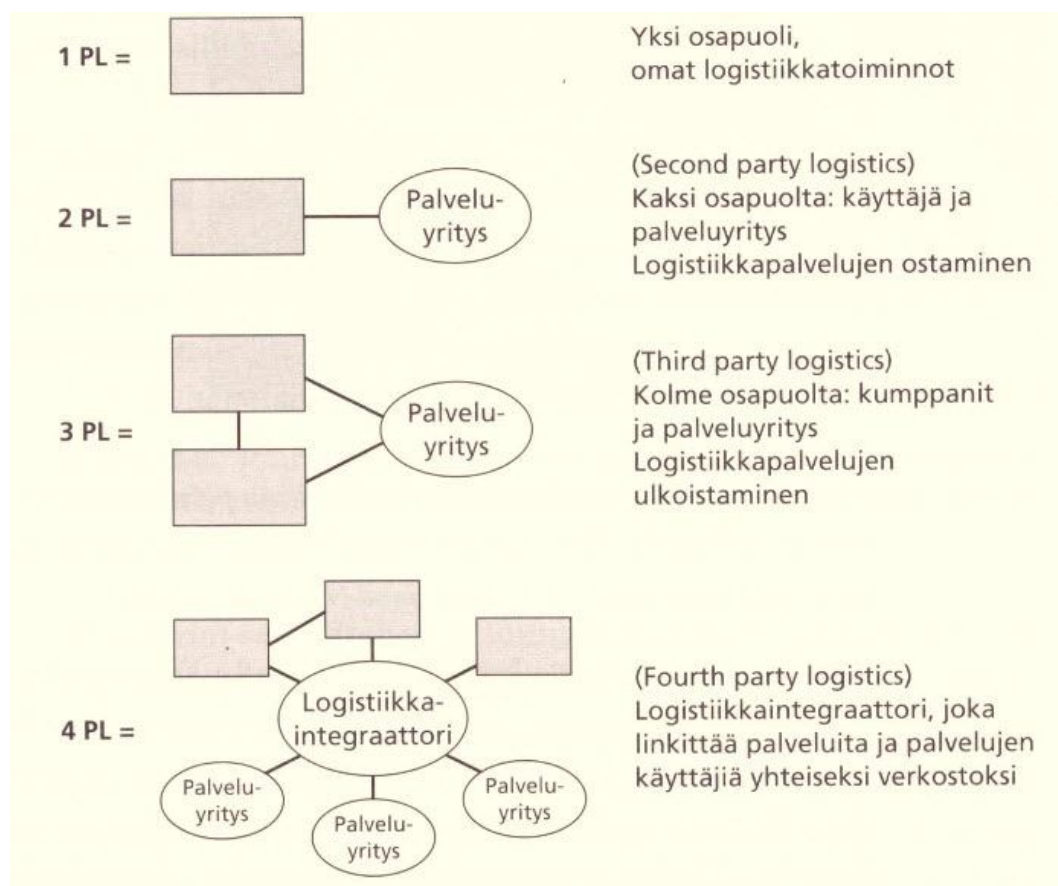 1 PL =
Yksi osapuoli,
omat logistiikkatoiminnot
2 PL =
Palvelu-
yritys
(Second party logistics)
Kaksi osapuolta: käyttäjä ja
palveluyritys
Logistiikkapalvelujen ostaminen
3 PL =
Palvelu-
yritys
(Third party logistics)
Kolme osapuolta: kumppanit
ja palveluyritys
Logistiikkapalvelujen
ulkoistaminen
4 PL =
Logistiikka-
integraattori
Palvelu-
yritys
Palvelu-
yritys
Palvelu-
yritys
(Fourth party logistics)
Logistiikkaintegraattori, joka
linkittää palveluita ja palvelujen
käyttäjiä yhteiseksi verkostoksi